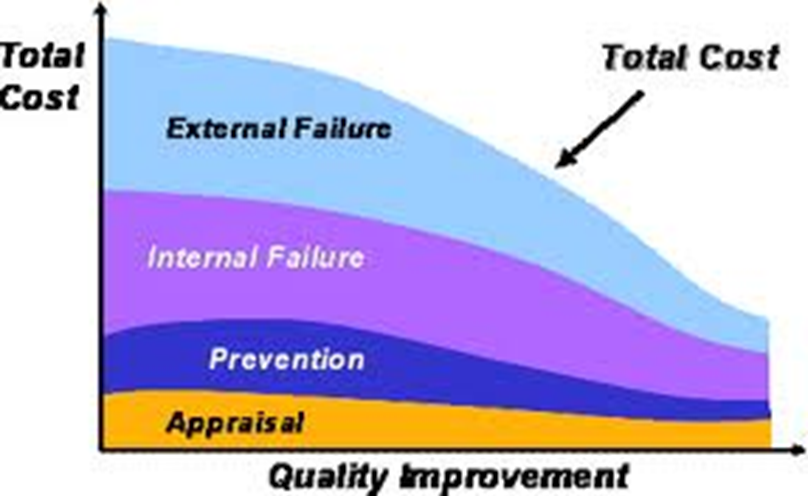 Total
Cost
Total Cost
External Failure
Internal Failure
Prevention
Appraisal
Quality Improvement